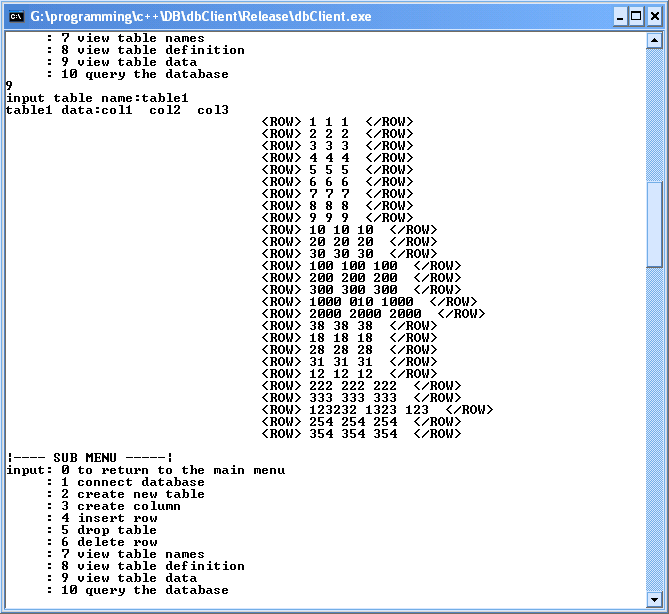 G:\programming\c++\DB\dbClient\Release\dbClient.exe
: 7 view table names
: 8 view table definition
: 9 view table data
: 10 query the database
9
input table name:table1
table1 data:col1  col2  col3
<ROW> 1 1 1  </ROW>
<ROW> 2 2 2  </ROW>
<ROW> 3 3 3  </ROW>
<ROW> 4 4 4  </ROW>
<ROW> 5 5 5  </ROW>
<ROW> 6 6 6  </ROW>
<ROW> 7 7 7  </ROW>
<ROW> 8 8 8  </ROW>
<ROW> 9 9 9  </ROW>
<ROW> 10 10 10  </ROW>
<ROW> 20 20 20  </ROW>
<ROW> 30 30 30  </ROW>
<ROW> 100 100 100  </ROW>
<ROW> 200 200 200  </ROW>
<ROW> 300 300 300  </ROW>
<ROW> 1000 010 1000  </ROW>
<ROW> 2000 2000 2000  </ROW>
<ROW> 38 38 38  </ROW>
<ROW> 18 18 18  </ROW>
<ROW> 28 28 28  </ROW>
<ROW> 31 31 31  </ROW>
<ROW> 12 12 12  </ROW>
<ROW> 222 222 222  </ROW>
<ROW> 333 333 333  </ROW>
<ROW> 123232 1323 123  </ROW>
<ROW> 254 254 254  </ROW>
<ROW> 354 354 354  </ROW>
¦---- SUB MENU -----¦
input: 0 to return to the main menu
: 1 connect database
: 2 create new table
: 3 create column
: 4 insert row
: 5 drop table
: 6 delete row
: 7 view table names
: 8 view table definition
: 9 view table data
: 10 query the database